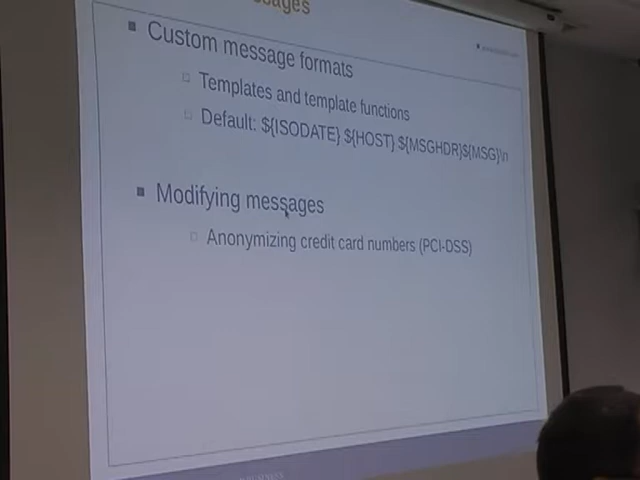 Custom message formats
Templates and template functions
Default: ${ISODATE} ${HOST} ${MSGHDR}${MSG}\n
Modifying messages
Anonymizing credit card numbers (PCI-DSS)